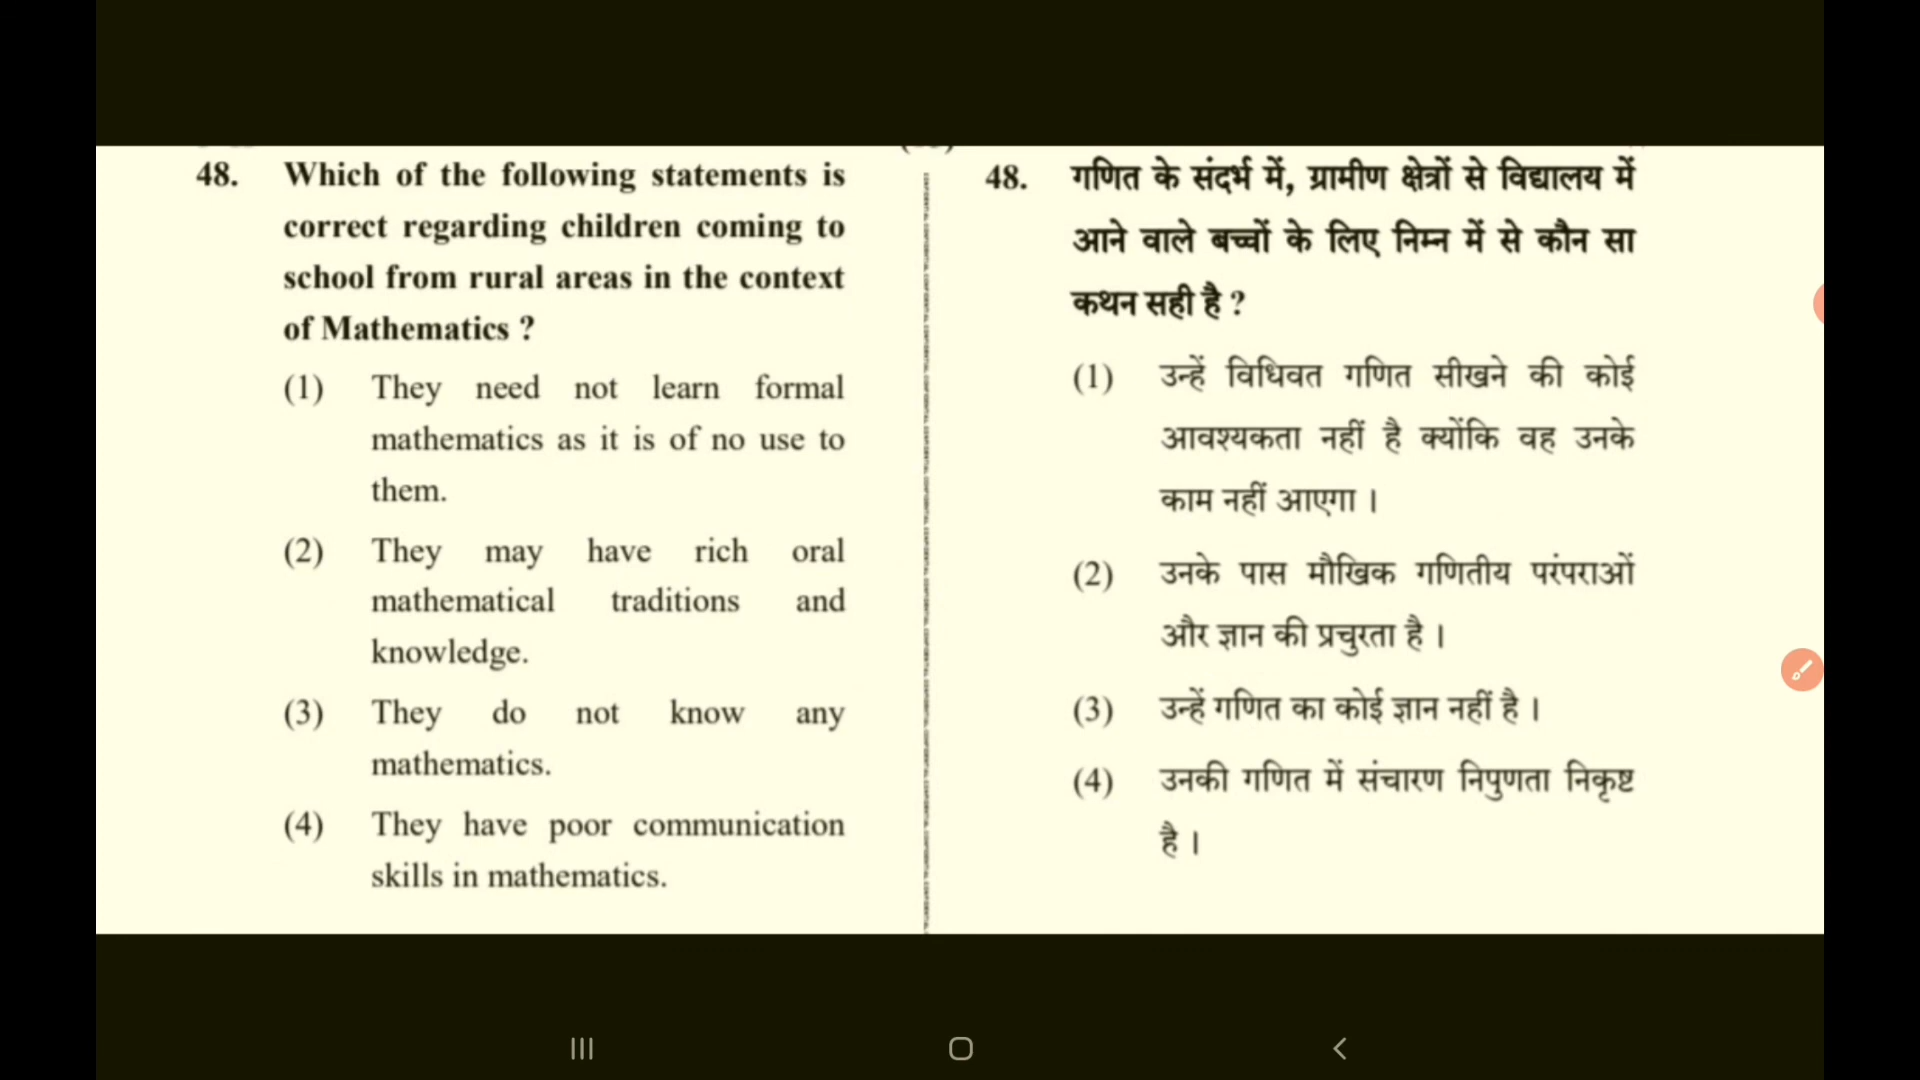 48. Which of the following statements is
correct regarding children coming to
school from rural areas in the context
of Mathematics ?
(1) They need not learn formal
mathematics as it is of no use to
them.
(2) They may have rich oral
mathematical traditions and
knowledge.
(3) They do not know any
mathematics.
(4) They have poor communication
skills in mathematics.
48. गणित के संदर्भ में, ग्रामीण क्षेत्रों से विद्यालय में
आने वाले बच्चों के लिए निम्न में से कौन सा
कथन सही है ?
(1) उन्हें विधिवत गणित सीखने की कोई
आवश्यकता नहीं है क्योंकि वह उनके
काम नहीं आएगा ।
(2) उनके पास मौखिक गणितीय परंपराओं
और ज्ञान की प्रचुरता है ।
(3) उन्हें गणित का कोई ज्ञान नहीं है ।
(4) उनकी गणित में संचारण निपुणता निकृष्ट
है ।